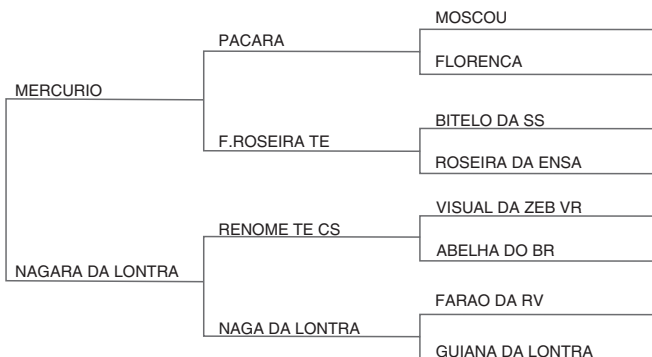 MOSCOU
PACARA
FLORENCA
MERCURIO
BITELO DA SS
F.ROSEIRA TE
ROSEIRA DA ENSA
VISUAL DA ZEB VR
RENOME TE CS
ABELHA DO BR
NAGARA DA LONTRA
FARAO DA RV
NAGA DA LONTRA
GUIANA DA LONTRA